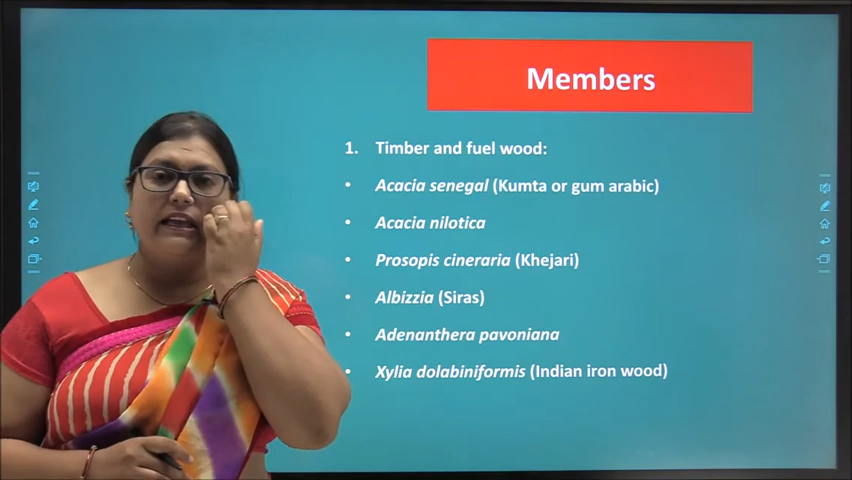 Members
1. Timber and fuel wood:
• Acacia senegal (Kumta or gum arabic)
• Acacia nilotica
• Prosopis cineraria (Khejari)
• Albizzia (Siras)
• Adenanthera pavoniana
• Xylia dolabiniformis (Indian iron wood)